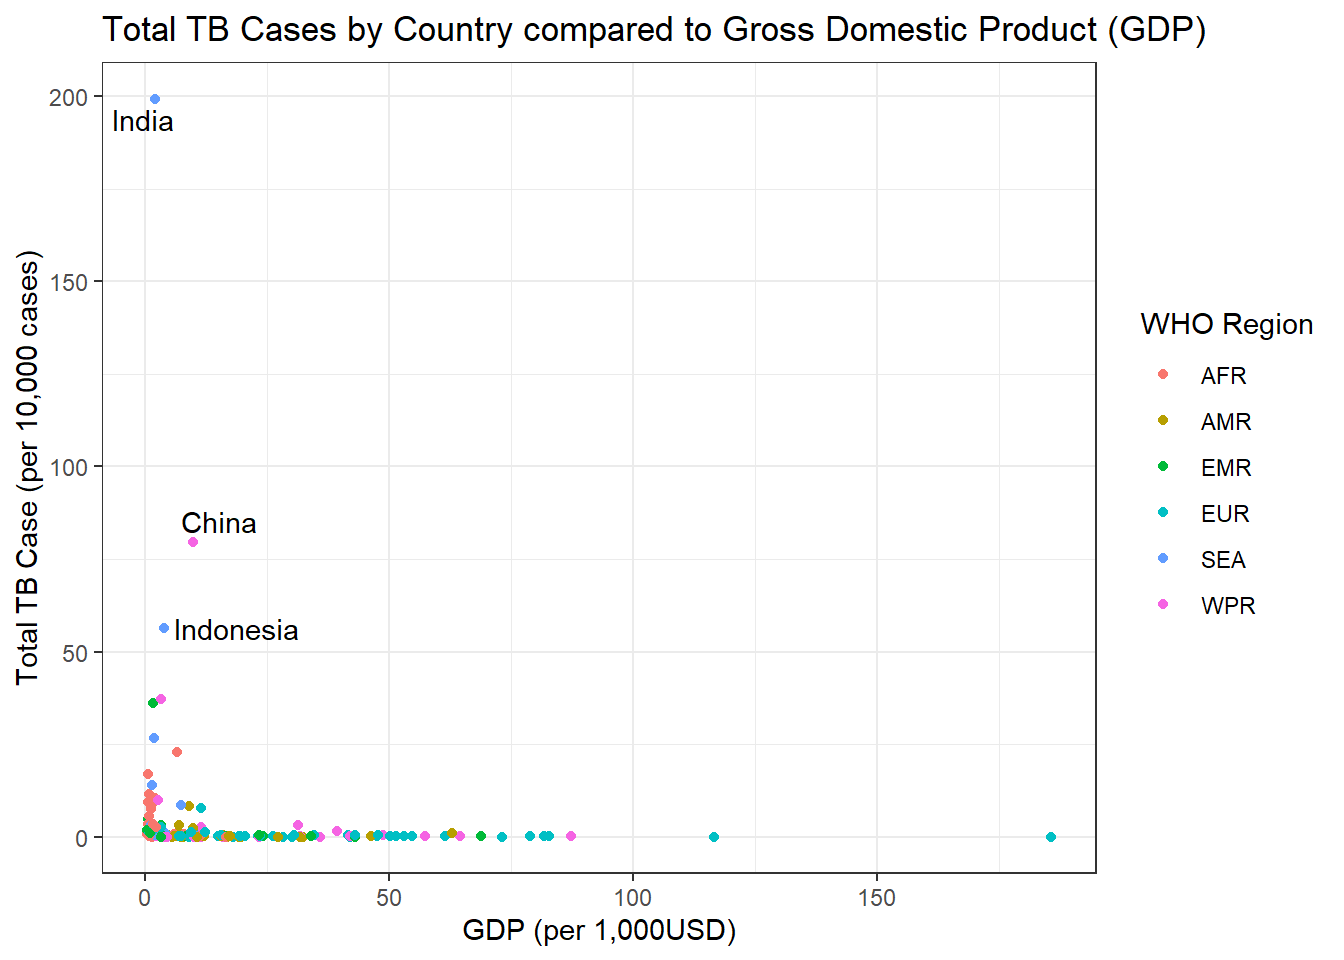 Total TB Cases by Country compared to Gross Domestic Product (GDP)
Total TB Case (per 10,000 cases)
200
150
100
50
0
India
China
Indonesia
0 50 100 150
GDP (per 1,000USD)
WHO Region
AFR
AMR
EMR
EUR
SEA
WPR